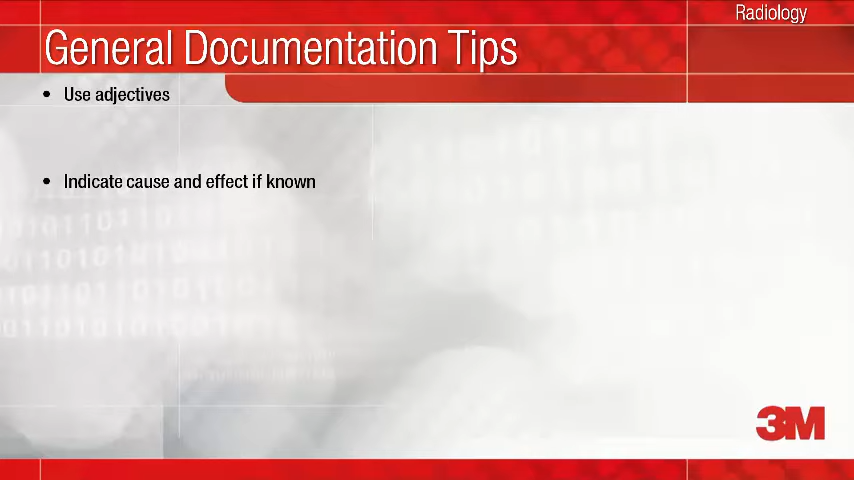 Radiology
General Documentation Tips
• Use adjectives
• Indicate cause and effect if known
3M